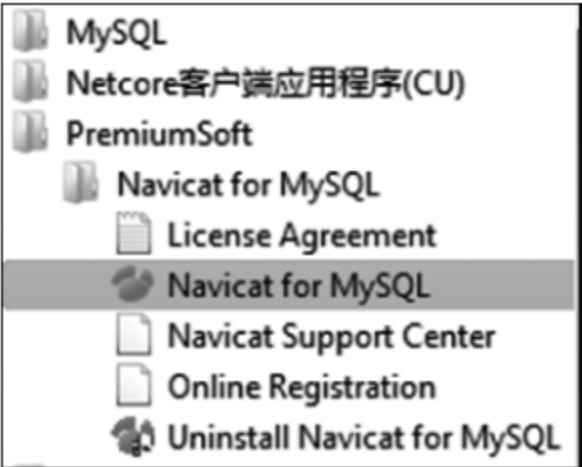 MySQL
Netcore客户端应用程序(CU)
PremiumSoft
Navicat for MySQL
License Agreement
Navicat for MySQL
Navicat Support Center
Online Registration
Uninstall Navicat for MySQL